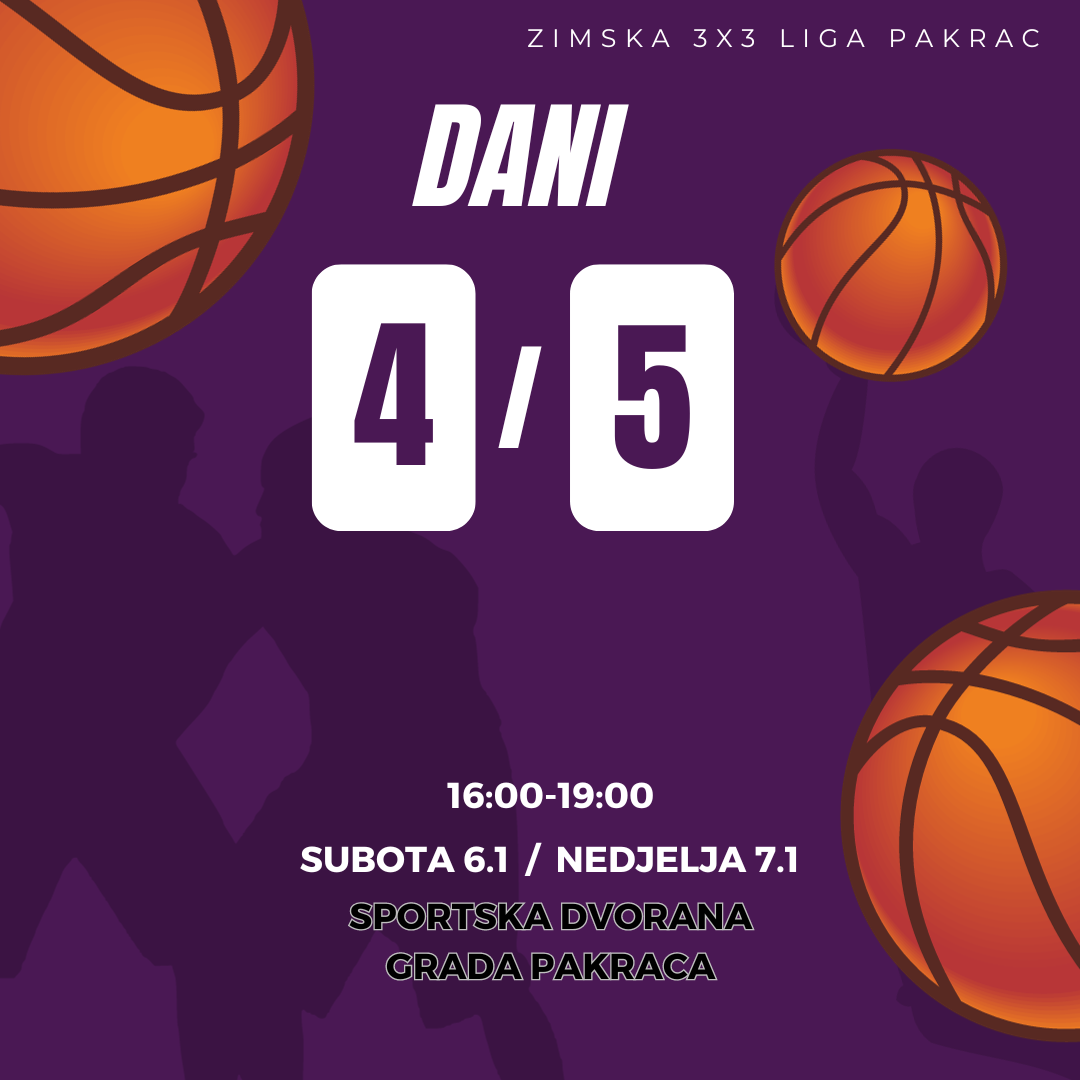 ZIMSKA 3X3 LIGA PAKRAC
DANI
4 / 5
16:00-19:00
SUBOTA 6.1 / NEDJELJA 7.1
SPORTSKA DVORANA
GRADA PAKRACA